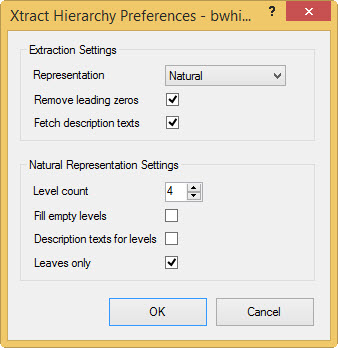 Xtract Hierarchy Preferences - bwhi... ?
Extraction Settings
Representation Natural
Remove leading zeros
Fetch description texts
Natural Representation Settings
Level count 4
Fill empty levels
Description texts for levels
Leaves only
OK Cancel